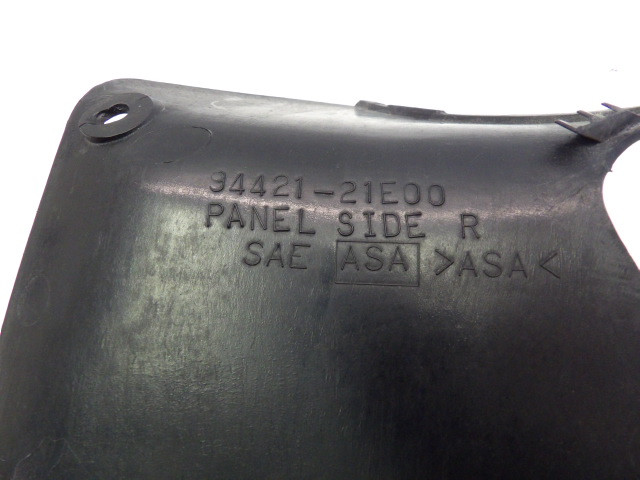 94421-21E00
PANEL SIDE R
SAE ASA >ASA<